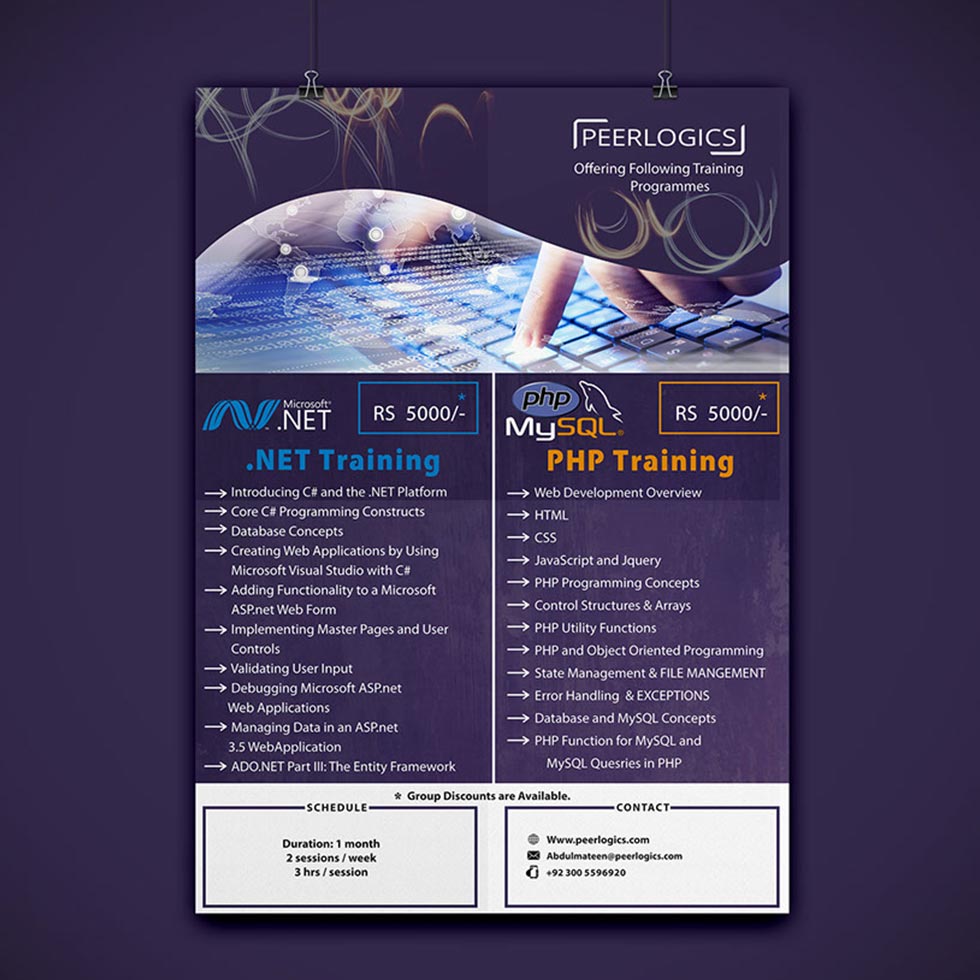 PEERLOGICS
Offering Following Training
Programmes
Microsoft®
.NET
RS 5000/-
*
.NET Training
Introducing C# and the .NET Platform
Core C# Programming Constructs
Database Concepts
Creating Web Applications by Using
Microsoft Visual Studio with C#
Adding Functionality to a Microsoft
ASP.net Web Form
Implementing Master Pages and User
Controls
Validating User Input
Debugging Microsoft ASP.net
Web Applications
Managing Data in an ASP.net
3.5 WebApplication
ADO.NET Part III: The Entity Framework
php
MySQL®
RS 5000/-
*
PHP Training
Web Development Overview
HTML
CSS
JavaScript and Jquery
PHP Programming Concepts
Control Structures & Arrays
PHP Utility Functions
PHP and Object Oriented Programming
State Management & FILE MANGEMENT
Error Handling & EXCEPTIONS
Database and MySQL Concepts
PHP Function for MySQL and
MySQL Quesries in PHP
* Group Discounts are Available.
SCHEDULE
Duration: 1 month
2 sessions / week
3 hrs / session
CONTACT
Www.peerlogics.com
Abdulmateen@peerlogics.com
+92 300 5596920